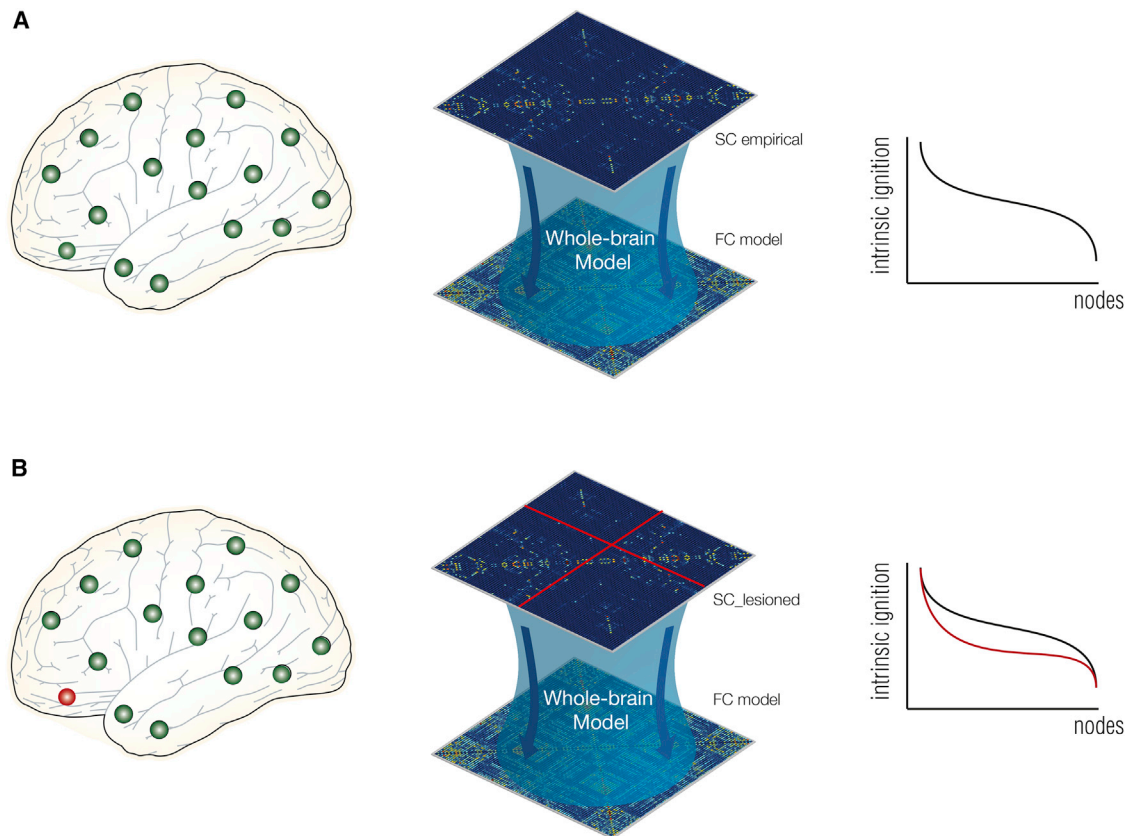 A
SC empirical
FC model
Whole-brain
Model
intrinsic ignition
nodes
B
SC_lesioned
FC model
Whole-brain
Model
intrinsic ignition
nodes